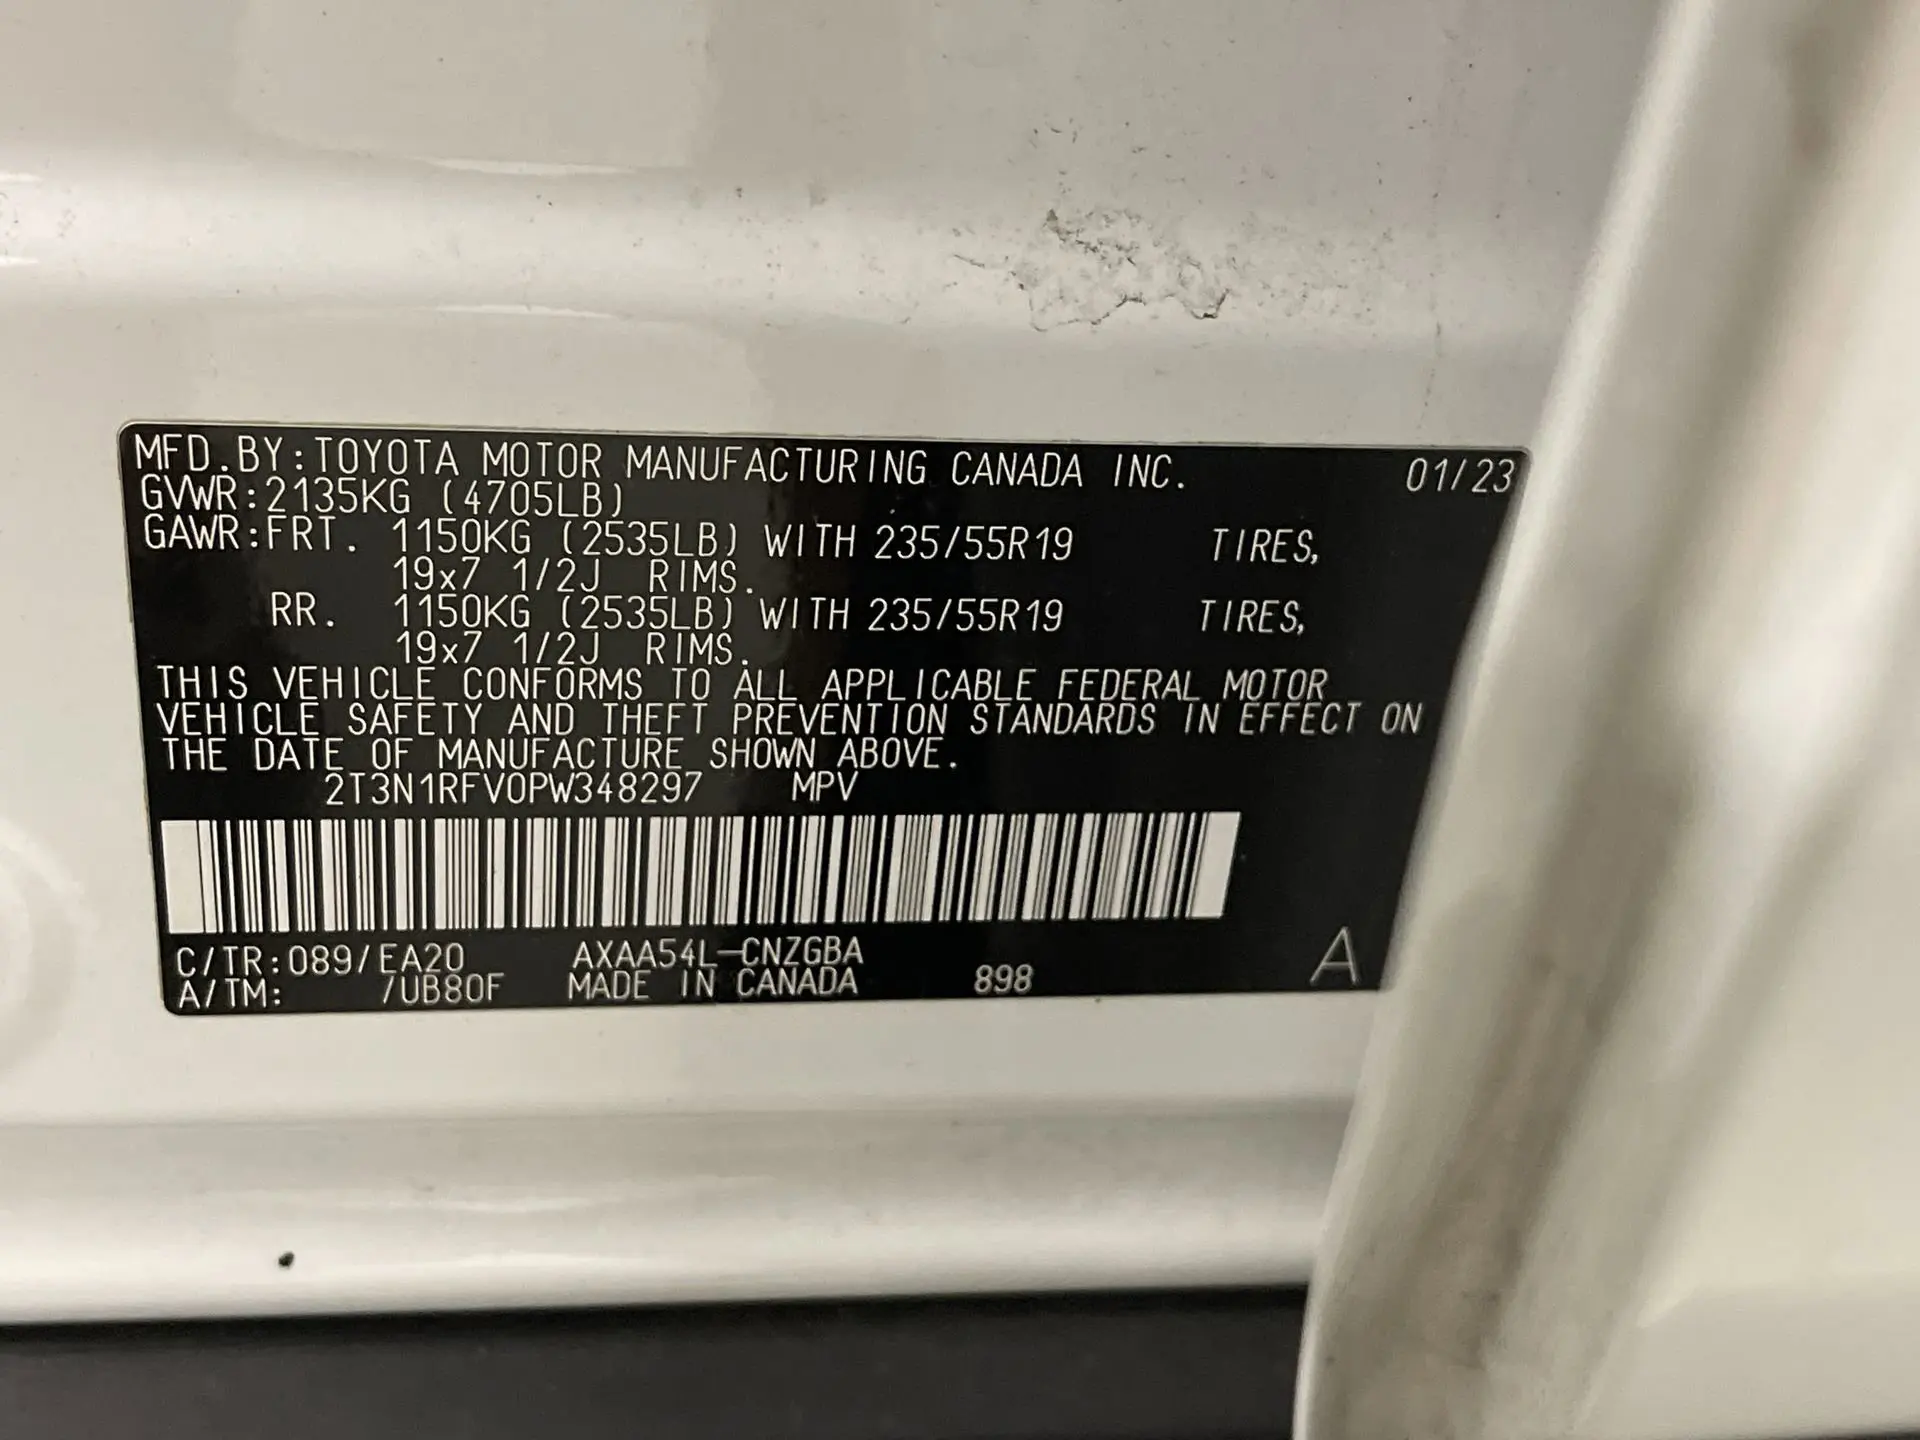 MFD.BY:TOYOTA MOTOR MANUFACTURING CANADA INC. 01/23
GVWR:2135KG (4705LB)
GAWR:FRT. 1150KG (2535LB) WITH 235/55R19 TIRES,
19x7 1/2J RIMS.
RR. 1150KG (2535LB) WITH 235/55R19 TIRES,
19x7 1/2J RIMS.
THIS VEHICLE CONFORMS TO ALL APPLICABLE FEDERAL MOTOR
VEHICLE SAFETY AND THEFT PREVENTION STANDARDS IN EFFECT ON
THE DATE OF MANUFACTURE SHOWN ABOVE.
2T3N1RFV0PW348297 MPV
C/TR:089/EA20 AXAA54L-CNZGBA
A/TM: /UB80F MADE IN CANADA 898 A